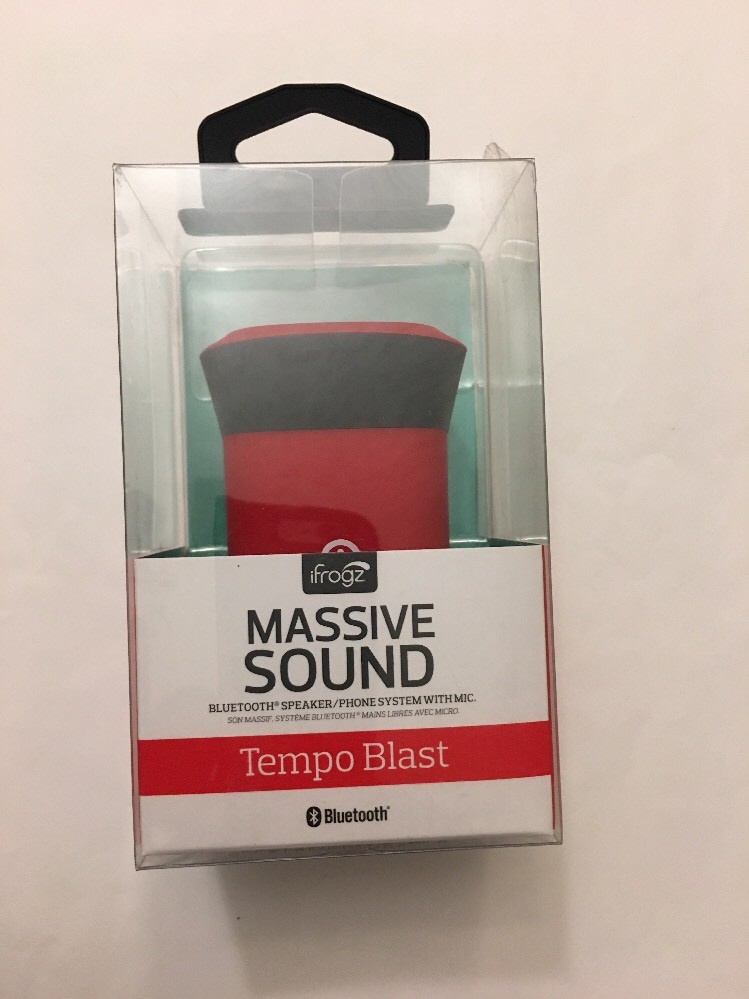 ifrogz
MASSIVE
SOUND
BLUETOOTH® SPEAKER/PHONE SYSTEM WITH MIC.
SON MASSIF. SYSTÈME BLUETOOTH® MAINS LIBRES AVEC MICRO.
Tempo Blast
Bluetooth®